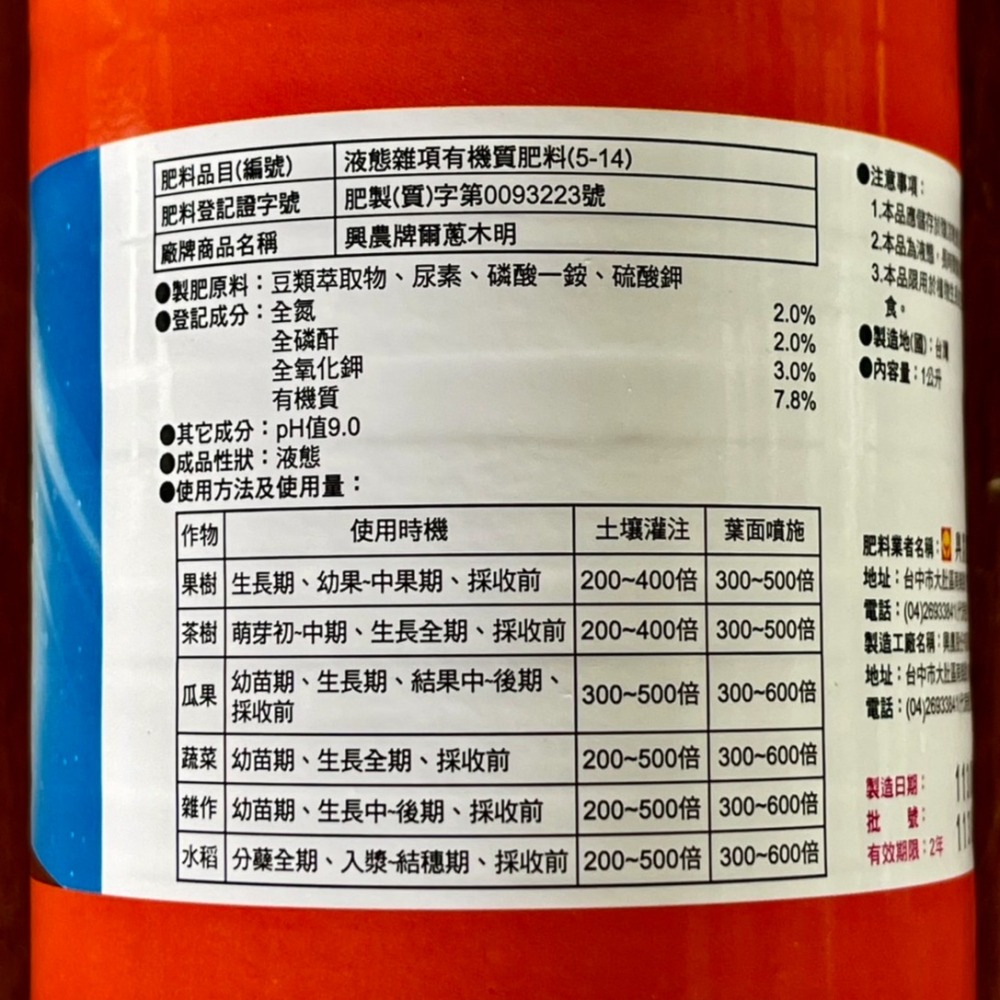 肥料品目(編號) 液態雜項有機質肥料(5-14)
肥料登記證字號 肥製(質)字第0093223號
廠牌商品名稱 興農牌爾蔥木明
●製肥原料：豆類萃取物、尿素、磷酸一銨、硫酸鉀
●登記成分：全氮 2.0%
全磷酐 2.0%
全氧化鉀 3.0%
有機質 7.8%
●其它成分：pH值9.0
●成品性狀：液態
●使用方法及使用量：
作物 使用時機 土壤灌注 葉面噴施
果樹 生長期、幼果~中果期、採收前 200~400倍 300~500倍
茶樹 萌芽初~中期、生長全期、採收前 200~400倍 300~500倍
瓜果 幼苗期、生長期、結果中~後期、 300~500倍 300~600倍
採收前
蔬菜 幼苗期、生長全期、採收前 200~500倍 300~600倍
雜作 幼苗期、生長中~後期、採收前 200~500倍 300~600倍
水稻 分蘗全期、入漿~結穗期、採收前 200~500倍 300~600倍
●注意事項：
1.本品應儲存於
2.本品為液態，
3.本品限用於植物
食。
●製造地(國)：台灣
●內容量：1公升
肥料業者名稱：
地址：台中市大肚區
電話：(04)26933841
製造工廠名稱：興農
地址：台中市大肚區
電話：(04)26933841
製造日期：
批 號：
有效期限：2年